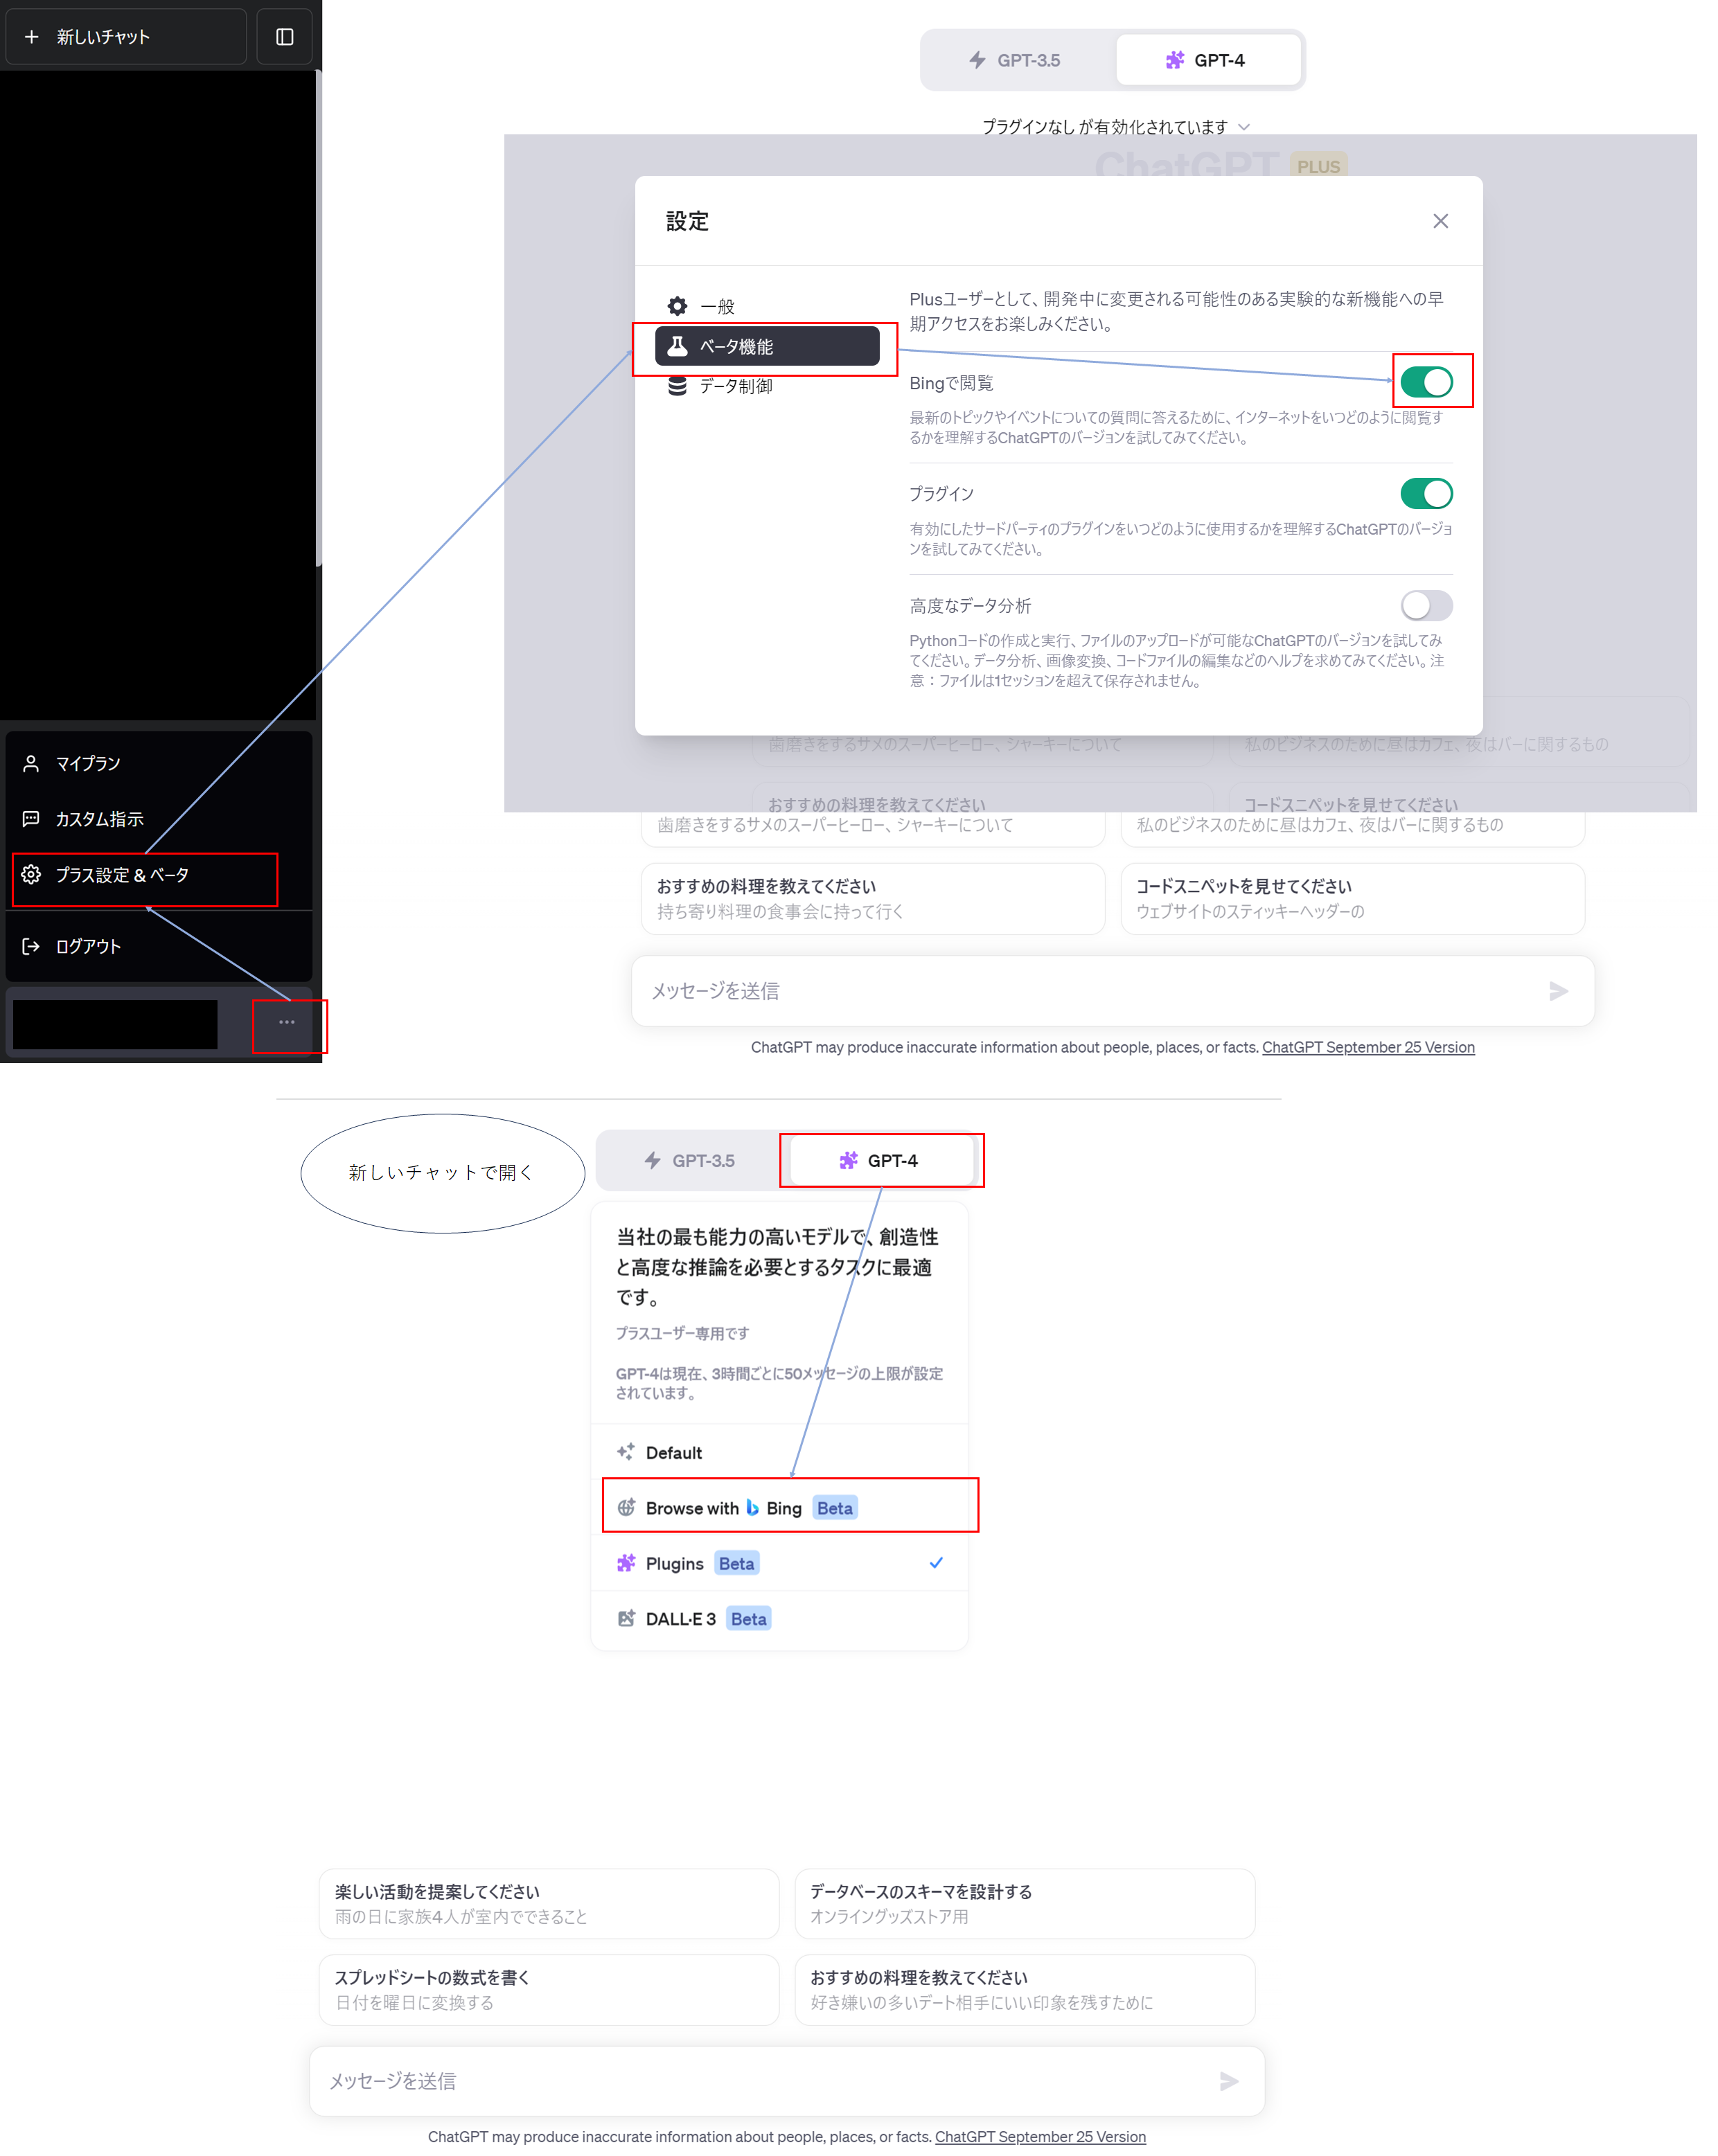 新しいチャット
マイプラン
カスタム指示
プラス設定 & ベータ
ログアウト
GPT-3.5
GPT-4
プラグインなし が有効化されています
ChatGPT PLUS
設定
一般
ベータ機能
データ制御
Plusユーザーとして、開発中に変更される可能性のある実験的な新機能への早
期アクセスをお楽しみください。
Bingで閲覧
最新のトピックやイベントについての質問に答えるために、インターネットをいつどのように閲覧す
るかを理解するChatGPTのバージョンを試してみてください。
プラグイン
有効にしたサードパーティのプラグインをいつどのように使用するかを理解するChatGPTのバージョ
ンを試してみてください。
高度なデータ分析
Pythonコードの作成と実行、ファイルのアップロードが可能なChatGPTのバージョンを試してみ
てください。データ分析、画像変換、コードファイルの編集などのヘルプを求めてみてください。注
意：ファイルは1セッションを超えて保存されません。
歯磨きをするサメのスーパーヒーロー、シャーキーについて
私のビジネスのために昼はカフェ、夜はバーに関するもの
おすすめの料理を教えてください
コードスニペットを見せてください
歯磨きをするサメのスーパーヒーロー、シャーキーについて
私のビジネスのために昼はカフェ、夜はバーに関するもの
おすすめの料理を教えてください
持ち寄り料理の食事会に持って行く
コードスニペットを見せてください
ウェブサイトのスティッキーヘッダーの
メッセージを送信
ChatGPT may produce inaccurate information about people, places, or facts. ChatGPT September 25 Version
新しいチャットで開く
GPT-3.5
GPT-4
当社の最も能力の高いモデルで、創造性
と高度な推論を必要とするタスクに最適
です。
プラスユーザー専用です
GPT-4は現在、3時間ごとに50メッセージの上限が設定
されています。
Default
Browse with Bing Beta
Plugins Beta
DALL·E 3 Beta
楽しい活動を提案してください
雨の日に家族4人が室内でできること
データベースのスキーマを設計する
オンライングッズストア用
スプレッドシートの数式を書く
日付を曜日に変換する
おすすめの料理を教えてください
好き嫌いの多いデート相手にいい印象を残すために
メッセージを送信
ChatGPT may produce inaccurate information about people, places, or facts. ChatGPT September 25 Version